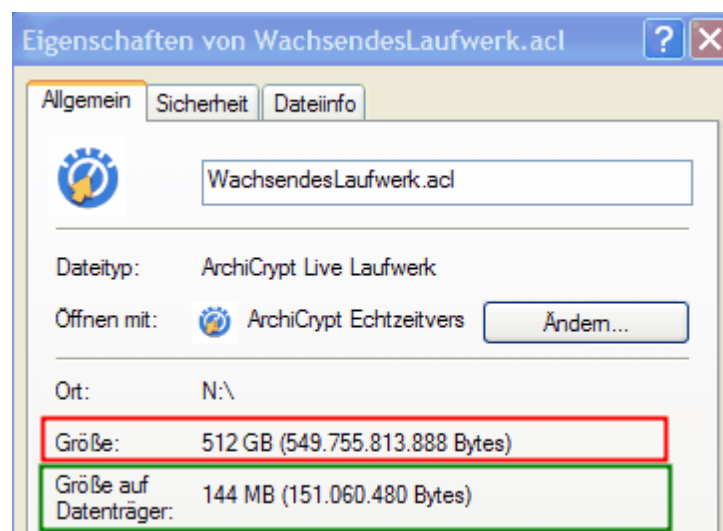 Eigenschaften von WachsendesLaufwerk.acl
Allgemein Sicherheit Dateiinfo
WachsendesLaufwerk.acl
Dateityp: ArchiCrypt Live Laufwerk
Öffnen mit: ArchiCrypt Echtzeitvers Ändern...
Ort: N:\
Größe: 512 GB (549.755.813.888 Bytes)
Größe auf
Datenträger: 144 MB (151.060.480 Bytes)